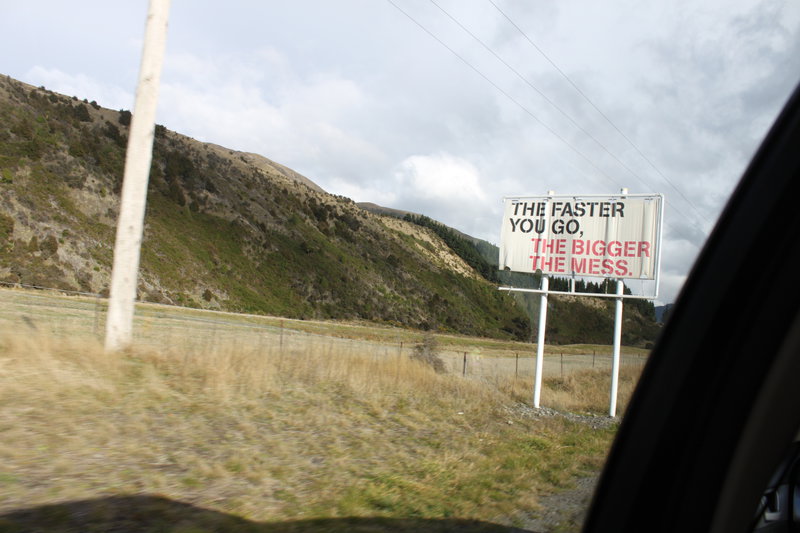 THE FASTER
YOU GO,
THE BIGGER
THE MESS.